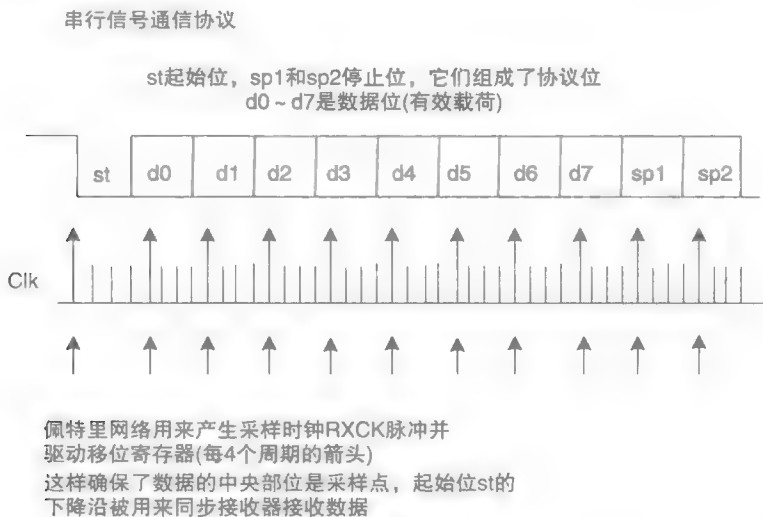 串行信号通信协议
st起始位，sp1和sp2停止位，它们组成了协议位
d0～d7是数据位(有效载荷)
st d0 d1 d2 d3 d4 d5 d6 d7 sp1 sp2
Clk
佩特里网络用来产生采样时钟RXCK脉冲并
驱动移位寄存器(每4个周期的箭头)
这样确保了数据的中央部位是采样点，起始位st的
下降沿被用来同步接收器接收数据